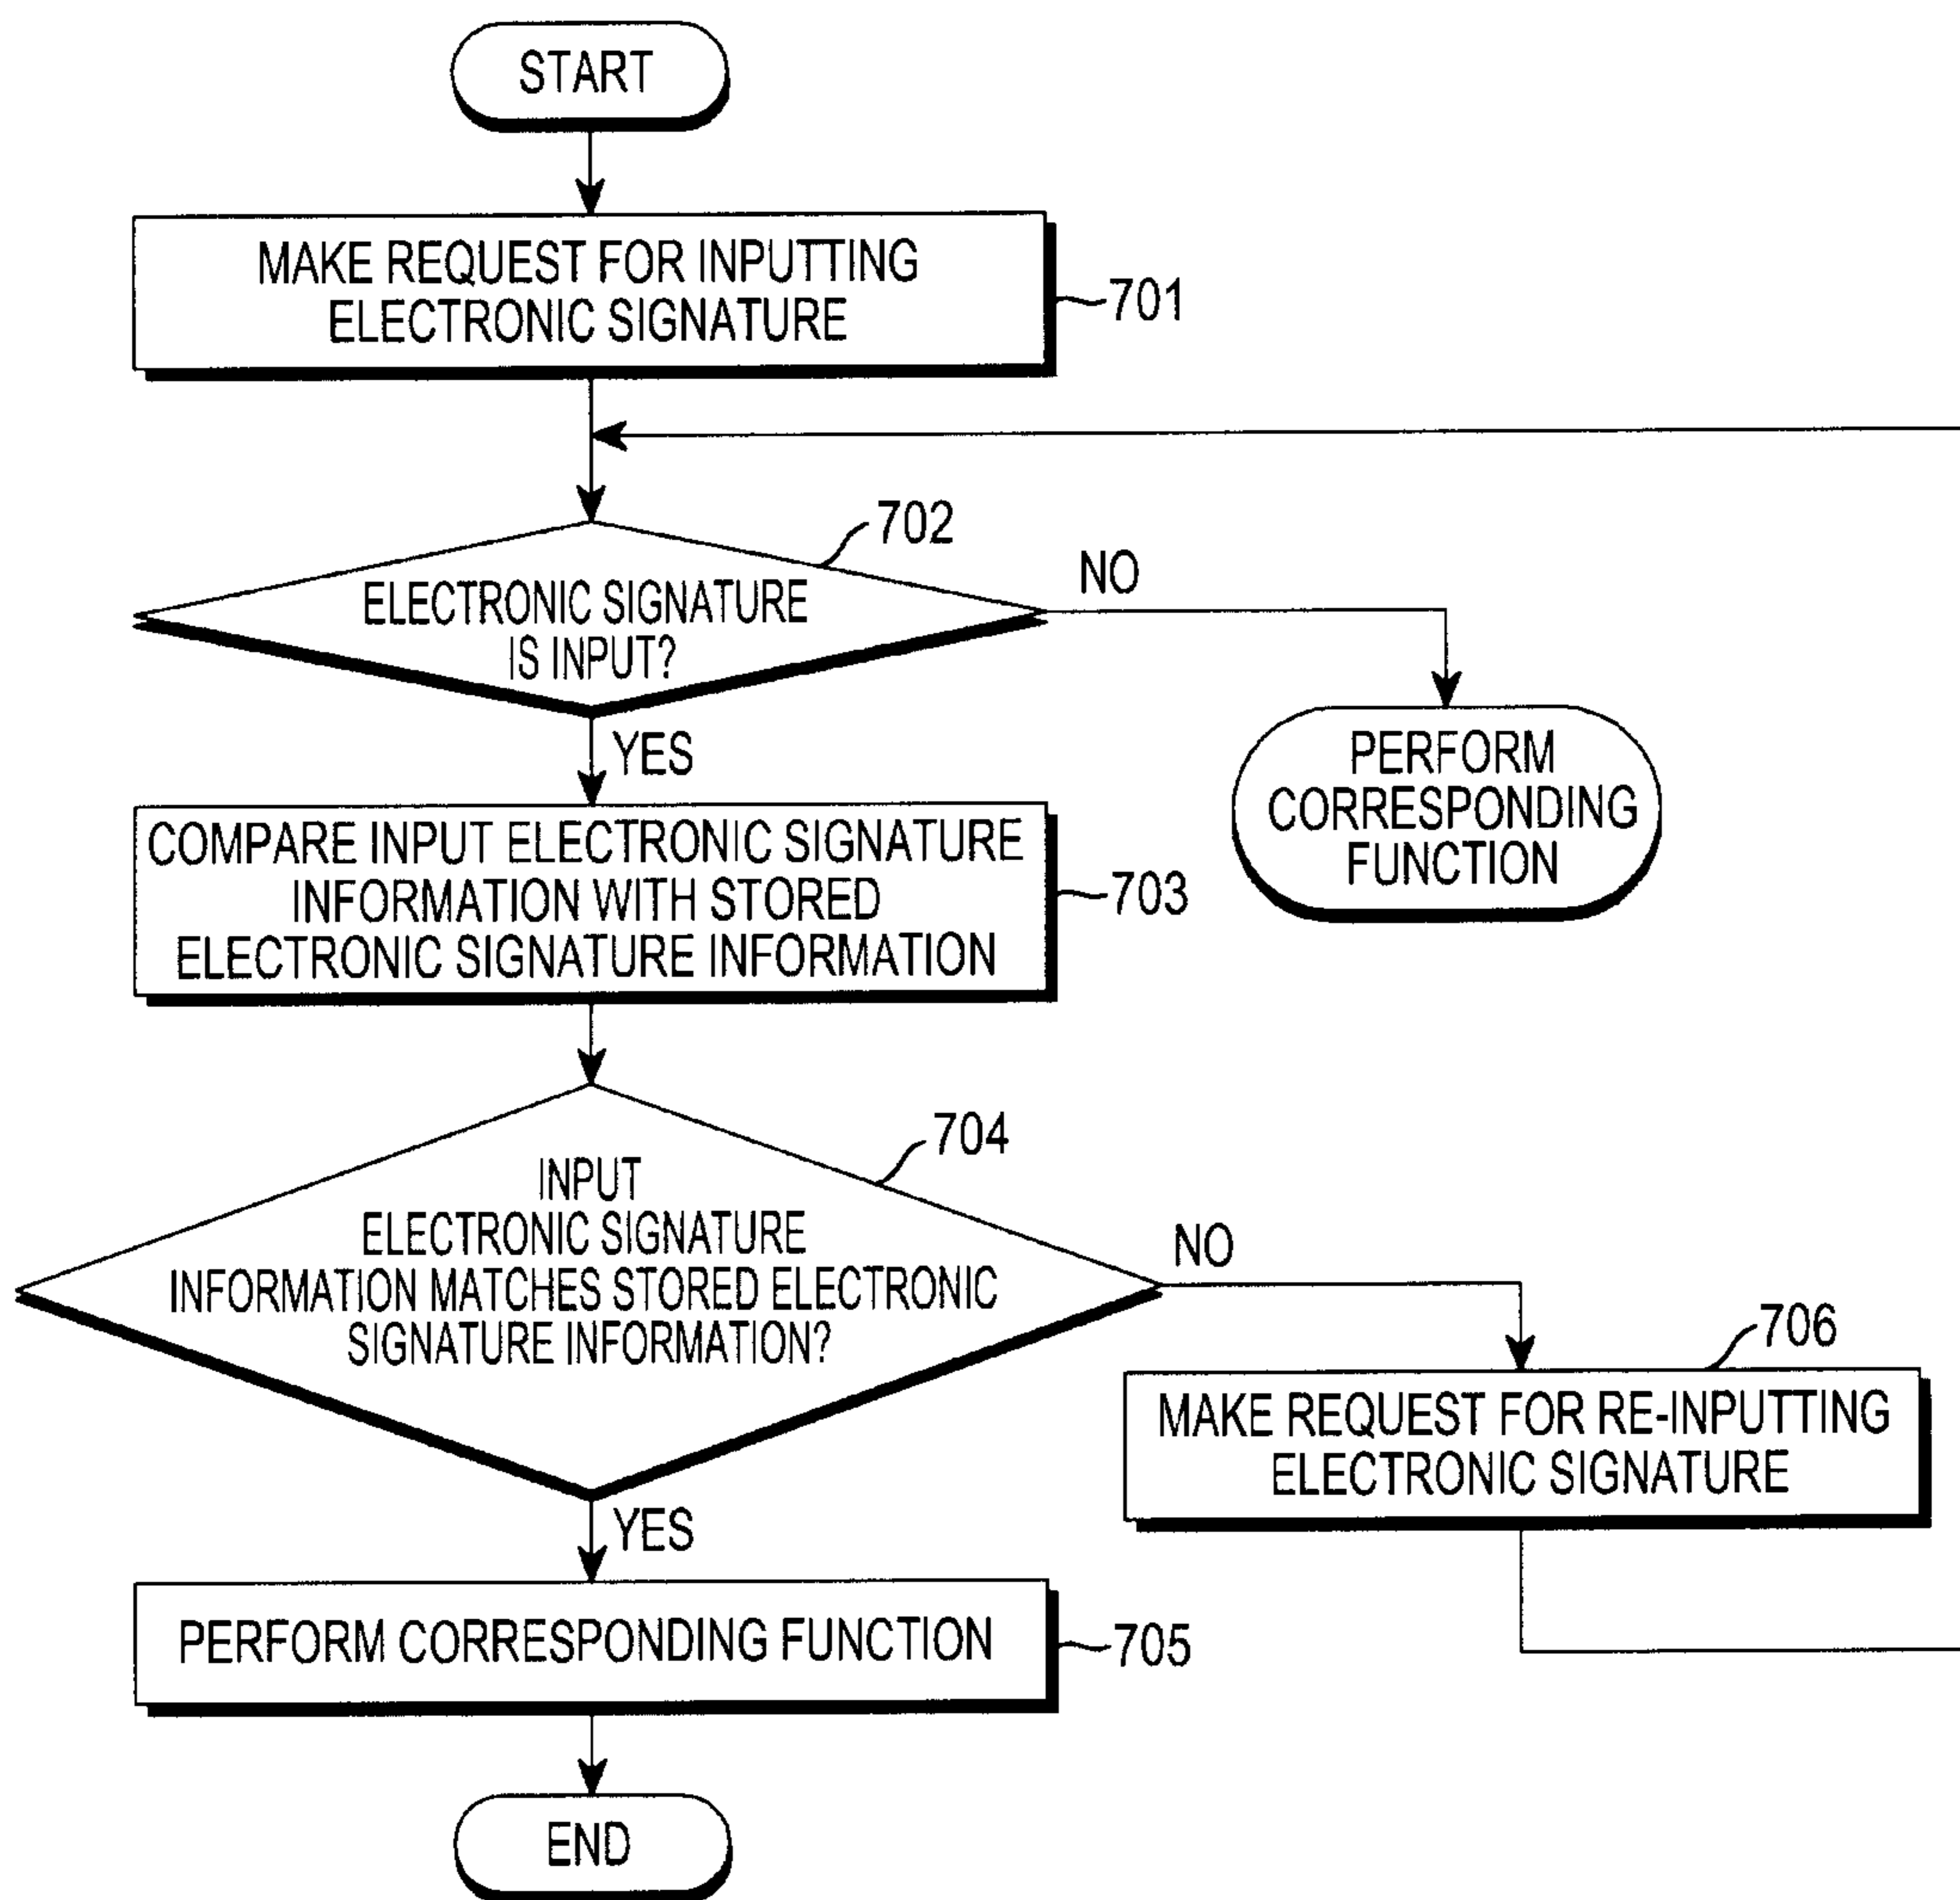 START
MAKE REQUEST FOR INPUTTING
ELECTRONIC SIGNATURE
701
702
ELECTRONIC SIGNATURE
IS INPUT?
NO
YES
PERFORM
CORRESPONDING
FUNCTION
COMPARE INPUT ELECTRONIC SIGNATURE
INFORMATION WITH STORED
ELECTRONIC SIGNATURE INFORMATION
703
704
INPUT
ELECTRONIC SIGNATURE
INFORMATION MATCHES STORED ELECTRONIC
SIGNATURE INFORMATION?
NO
706
MAKE REQUEST FOR RE-INPUTTING
ELECTRONIC SIGNATURE
YES
PERFORM CORRESPONDING FUNCTION
705
END